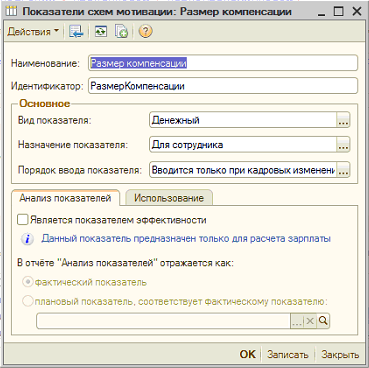 Показатели схем мотивации: Размер компенсации
Действия
Наименование: Размер компенсации
Идентификатор: РазмерКомпенсации
Основное
Вид показателя: Денежный ...
Назначение показателя: Для сотрудника ...
Порядок ввода показателя: Вводится только при кадровых изменени ...
Анализ показателей Использование
Является показателем эффективности
Данный показатель предназначен только для расчета зарплаты
В отчёте "Анализ показателей" отражается как:
фактический показатель
плановый показатель, соответствует фактическому показателю:
... 
OK Записать Закрыть